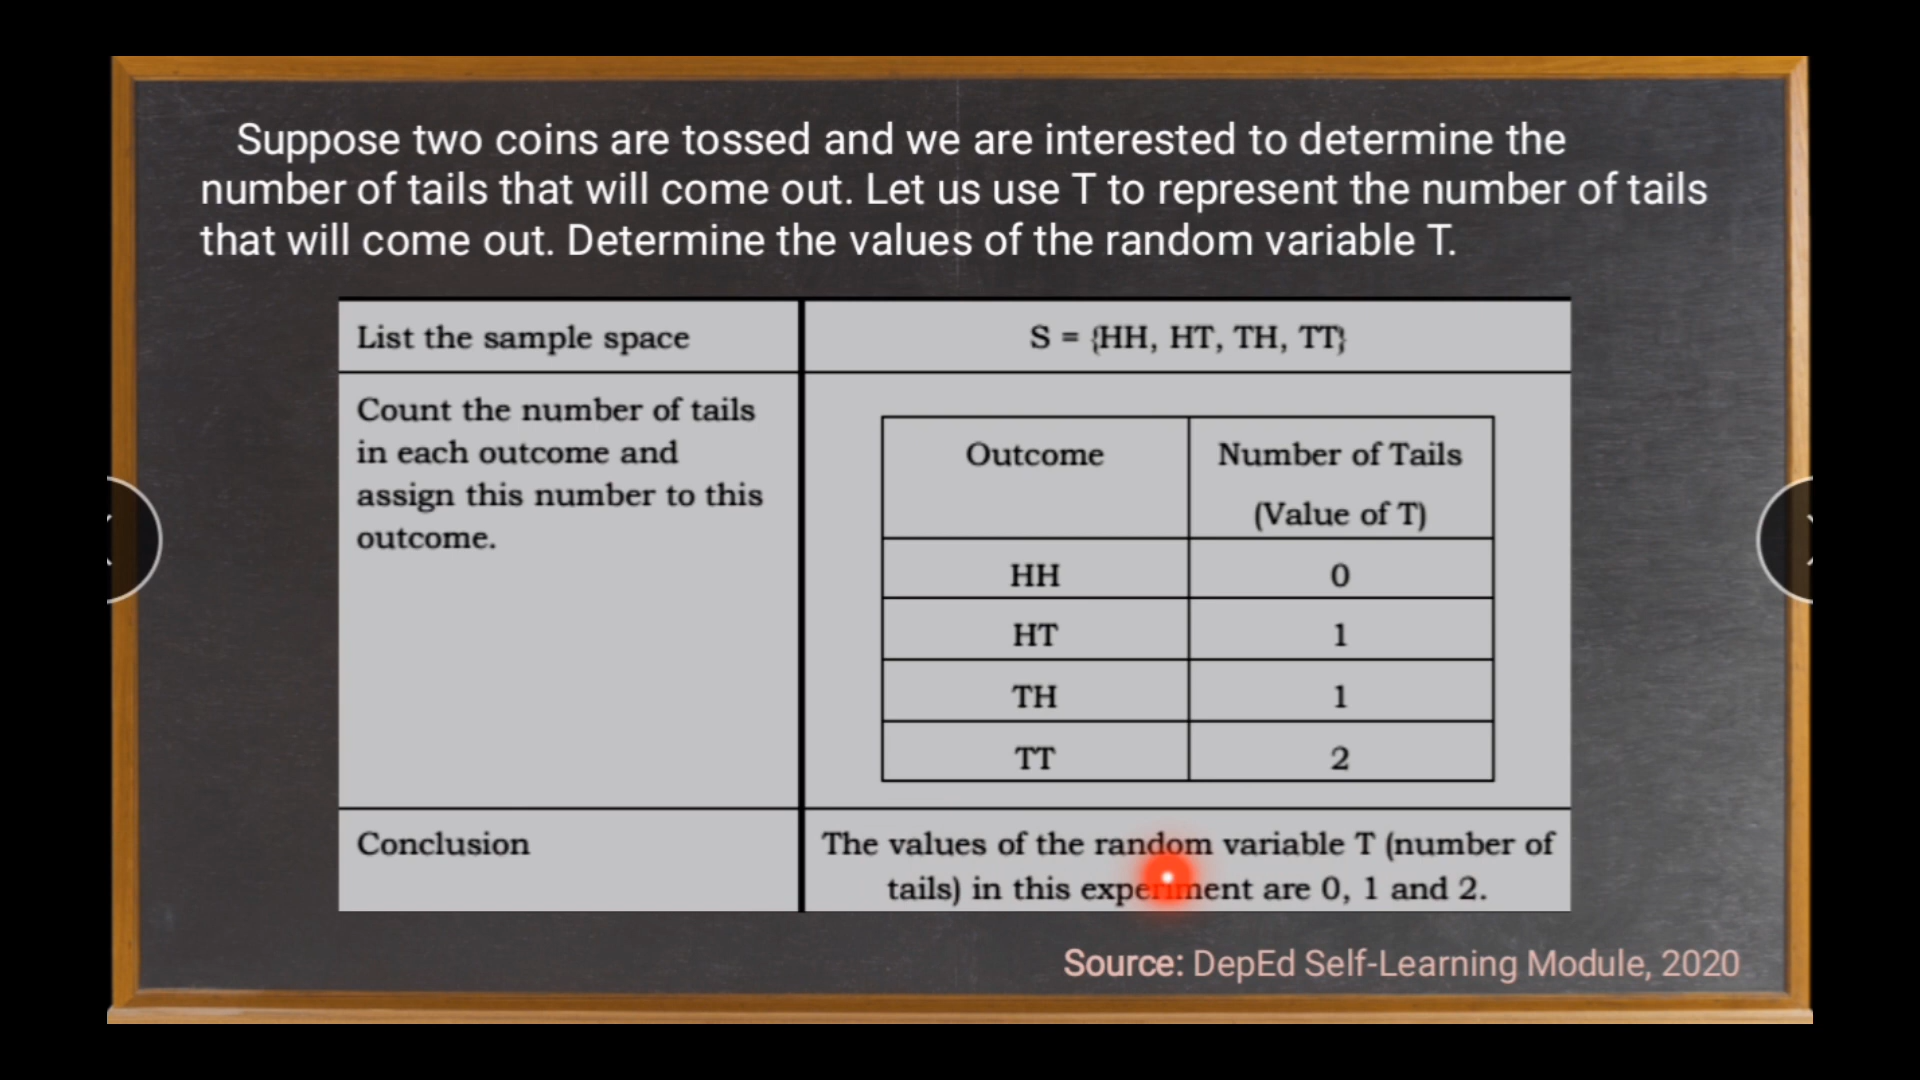 Suppose two coins are tossed and we are interested to determine the
number of tails that will come out. Let us use T to represent the number of tails
that will come out. Determine the values of the random variable T.
List the sample space
S = {HH, HT, TH, TT}
Count the number of tails
in each outcome and
assign this number to this
outcome.
Outcome
Number of Tails
(Value of T)
HH 0
HT 1
TH 1
TT 2
Conclusion
The values of the random variable T (number of
tails) in this experiment are 0, 1 and 2.
Source: DepEd Self-Learning Module, 2020